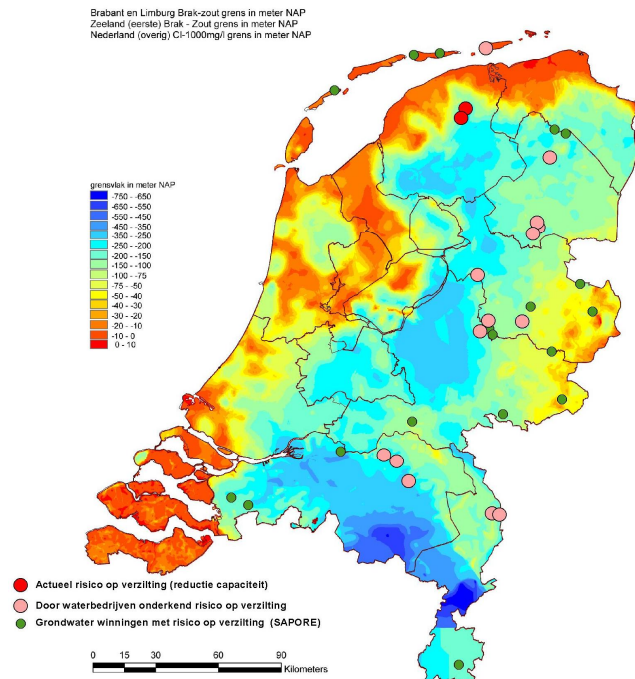 Brabant en Limburg Brak-zout grens in meter NAP
Zeeland (eerste) Brak - Zout grens in meter NAP
Nederland (overig) Cl-1000mg/l grens in meter NAP
grensvlak in meter NAP
-750 - -650
-650 - -550
-550 - -450
-450 - -350
-350 - -250
-250 - -200
-200 - -150
-150 - -100
-100 - -75
-75 - -50
-50 - -40
-40 - -30
-30 - -20
-20 - -10
-10 - 0
0 - 10
Actueel risico op verzilting (reductie capaciteit)
Door waterbedrijven onderkend risico op verzilting
Grondwater winningen met risico op verzilting (SAPORE)
0 15 30 60 90
Kilometers